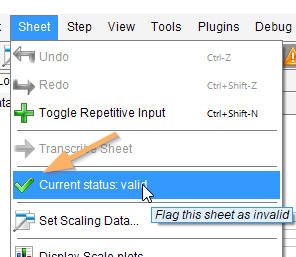 Sheet Step View Tools Plugins Debug
Undo Ctrl-Z
Redo Ctrl+Shift-Z
Toggle Repetitive Input Ctrl+Shift-N
Transcribe Sheet
Current status: valid
Flag this sheet as invalid
Set Scaling Data...
Display Scale plots